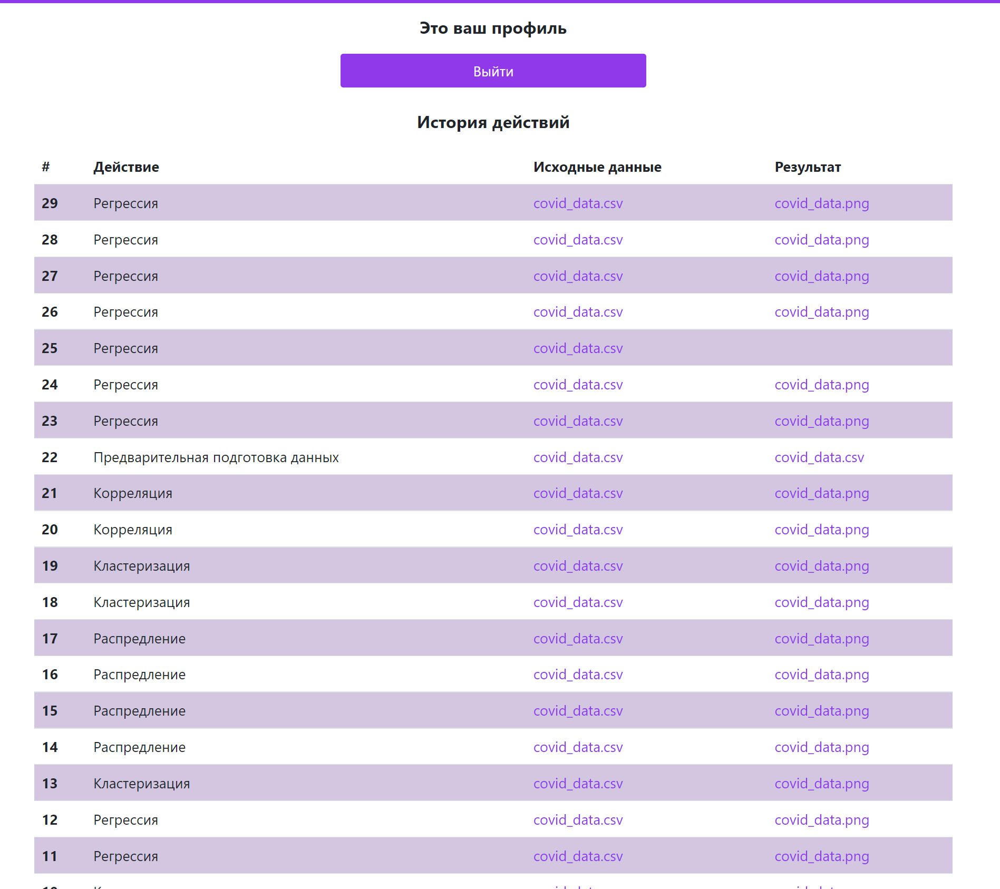 Это ваш профиль
Выйти
История действий
# Действие Исходные данные Результат
29 Регрессия covid_data.csv covid_data.png
28 Регрессия covid_data.csv covid_data.png
27 Регрессия covid_data.csv covid_data.png
26 Регрессия covid_data.csv covid_data.png
25 Регрессия covid_data.csv
24 Регрессия covid_data.csv covid_data.png
23 Регрессия covid_data.csv covid_data.png
22 Предварительная подготовка данных covid_data.csv covid_data.csv
21 Корреляция covid_data.csv covid_data.png
20 Корреляция covid_data.csv covid_data.png
19 Кластеризация covid_data.csv covid_data.png
18 Кластеризация covid_data.csv covid_data.png
17 Распредление covid_data.csv covid_data.png
16 Распредление covid_data.csv covid_data.png
15 Распредление covid_data.csv covid_data.png
14 Распредление covid_data.csv covid_data.png
13 Кластеризация covid_data.csv covid_data.png
12 Регрессия covid_data.csv covid_data.png
11 Регрессия covid_data.csv covid_data.png